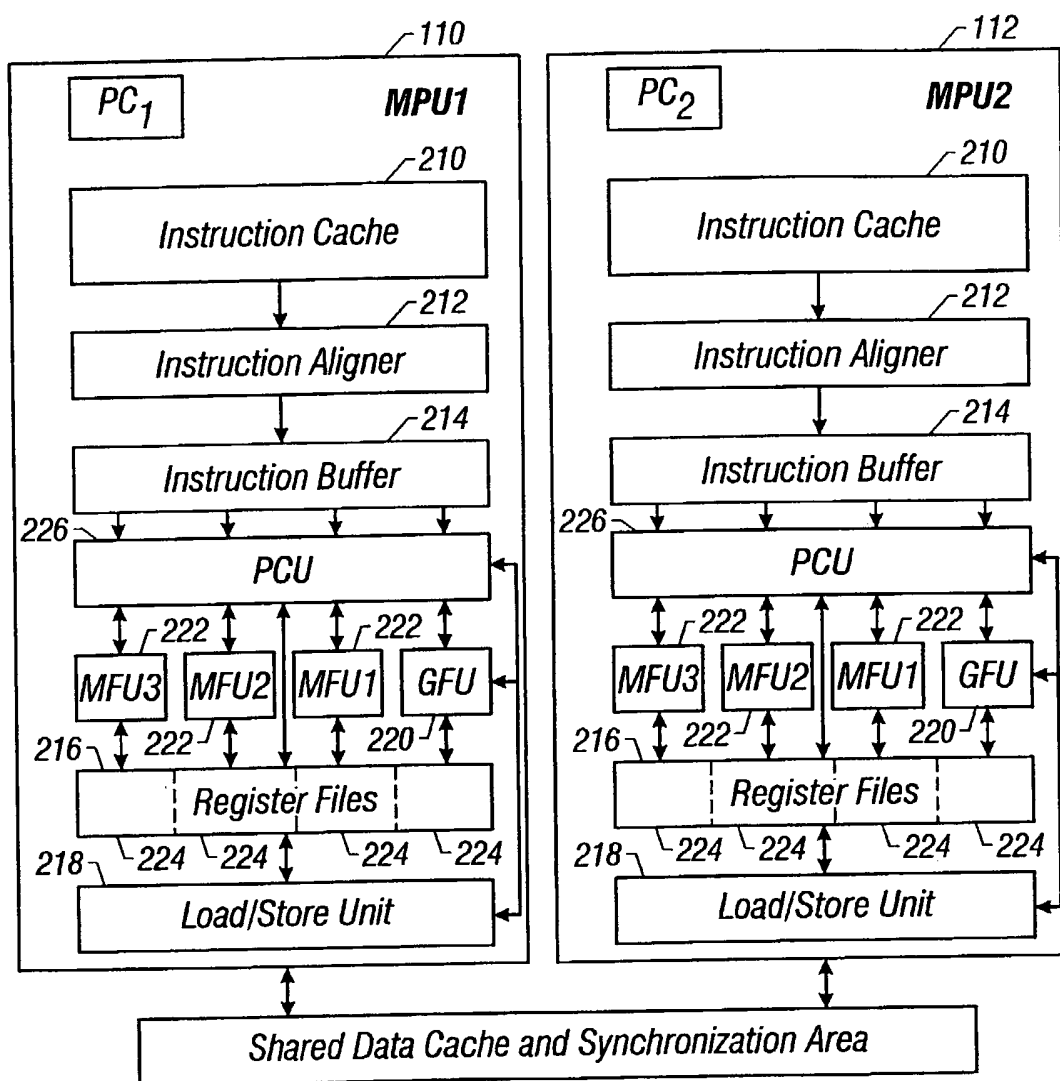 110
PC1
MPU1
210
Instruction Cache
212
Instruction Aligner
214
Instruction Buffer
226
PCU
222 222
MFU3 MFU2 MFU1 GFU
222 220
216
Register Files
224 224 224 224
218
Load/Store Unit
112
PC2
MPU2
210
Instruction Cache
212
Instruction Aligner
214
Instruction Buffer
226
PCU
222 222
MFU3 MFU2 MFU1 GFU
222 220
216
Register Files
224 224 224 224
218
Load/Store Unit
Shared Data Cache and Synchronization Area